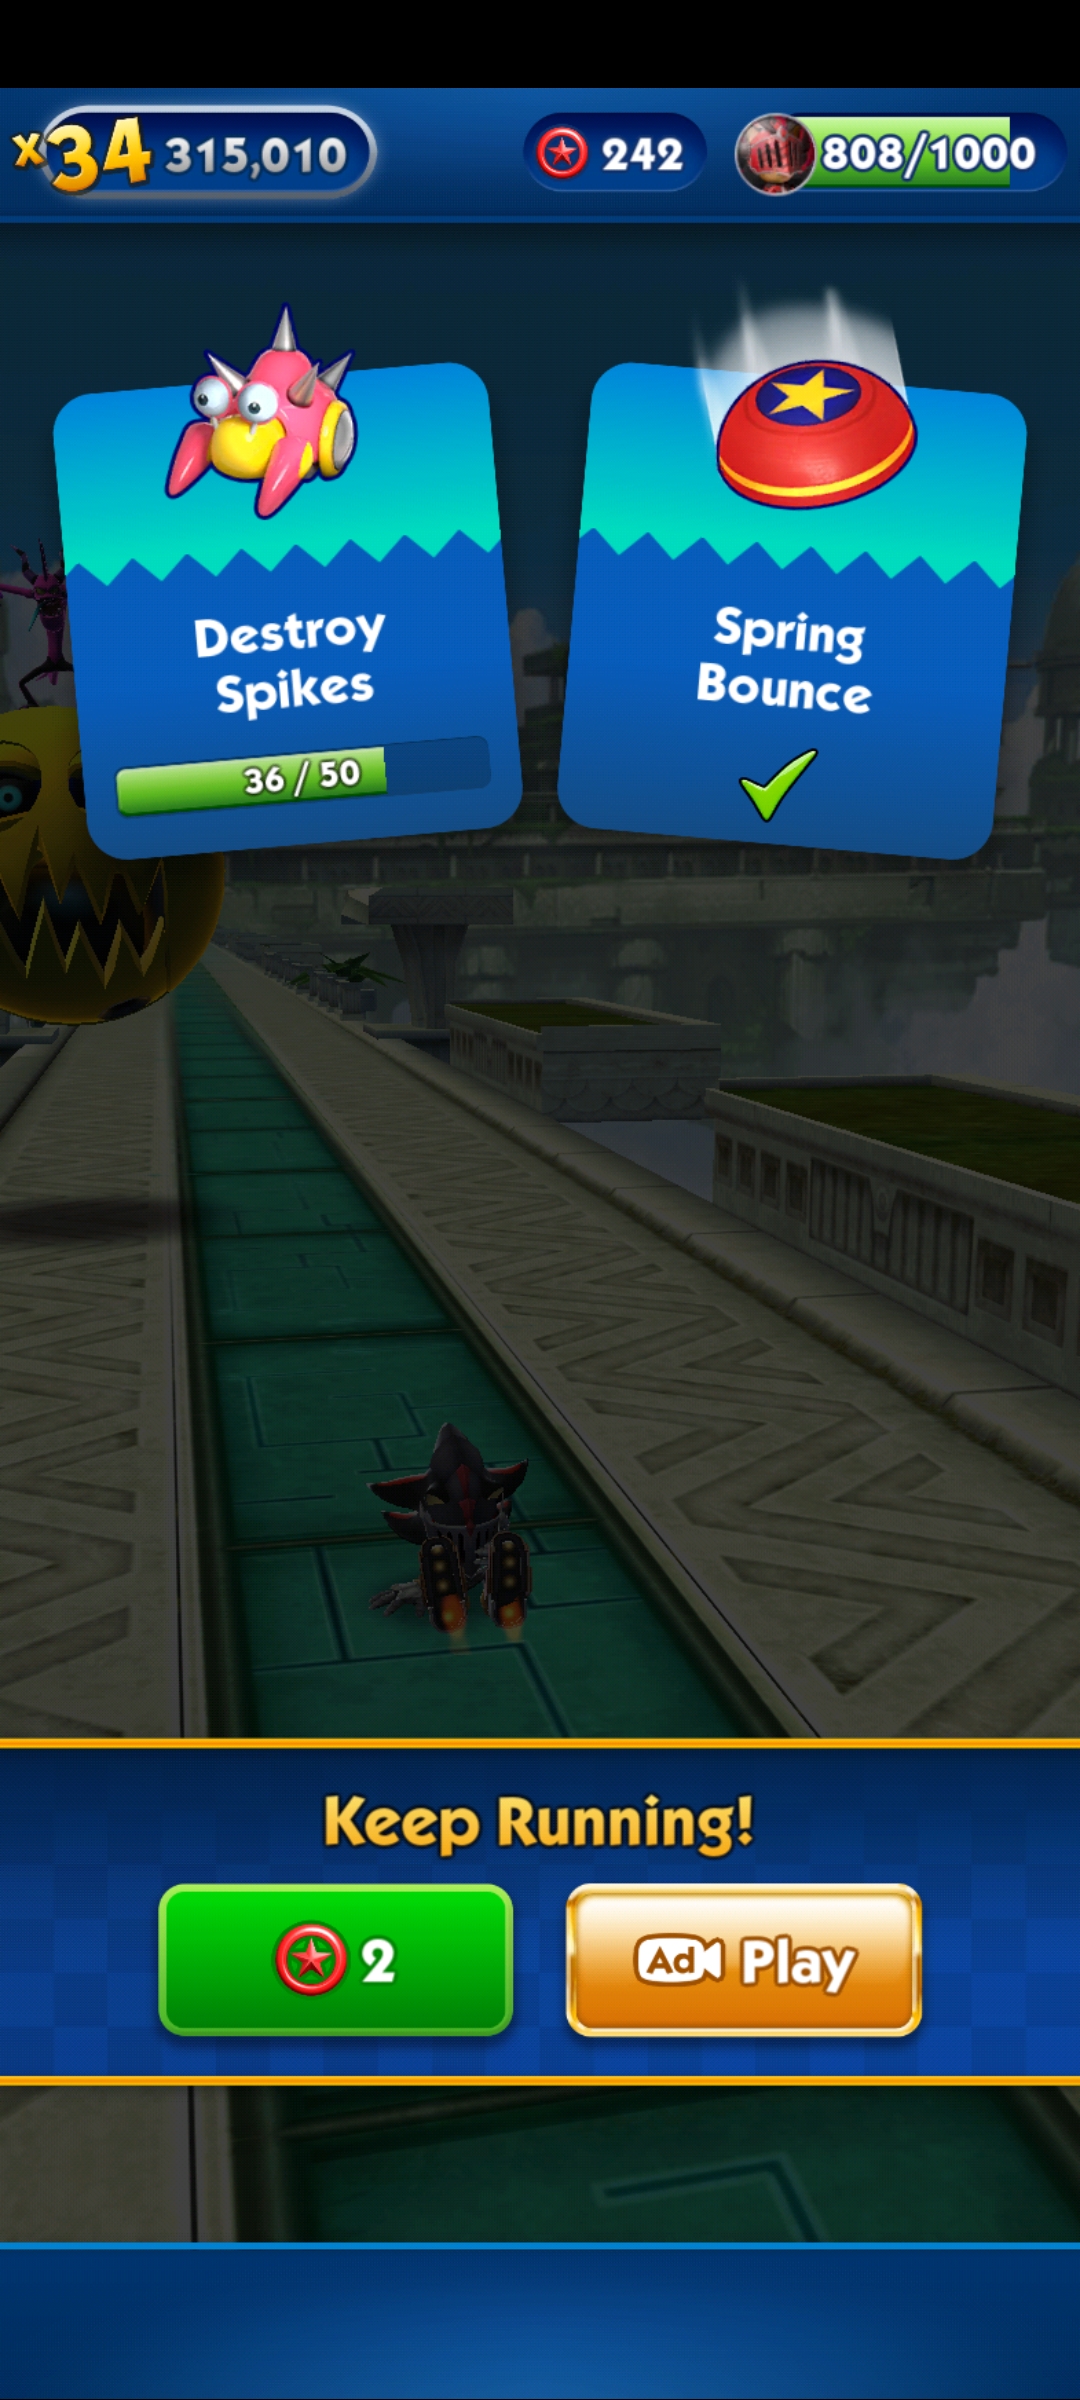 x34 315,010
242
808/1000
Destroy
Spikes
36 / 50
Spring
Bounce
Keep Running!
2
Ad Play